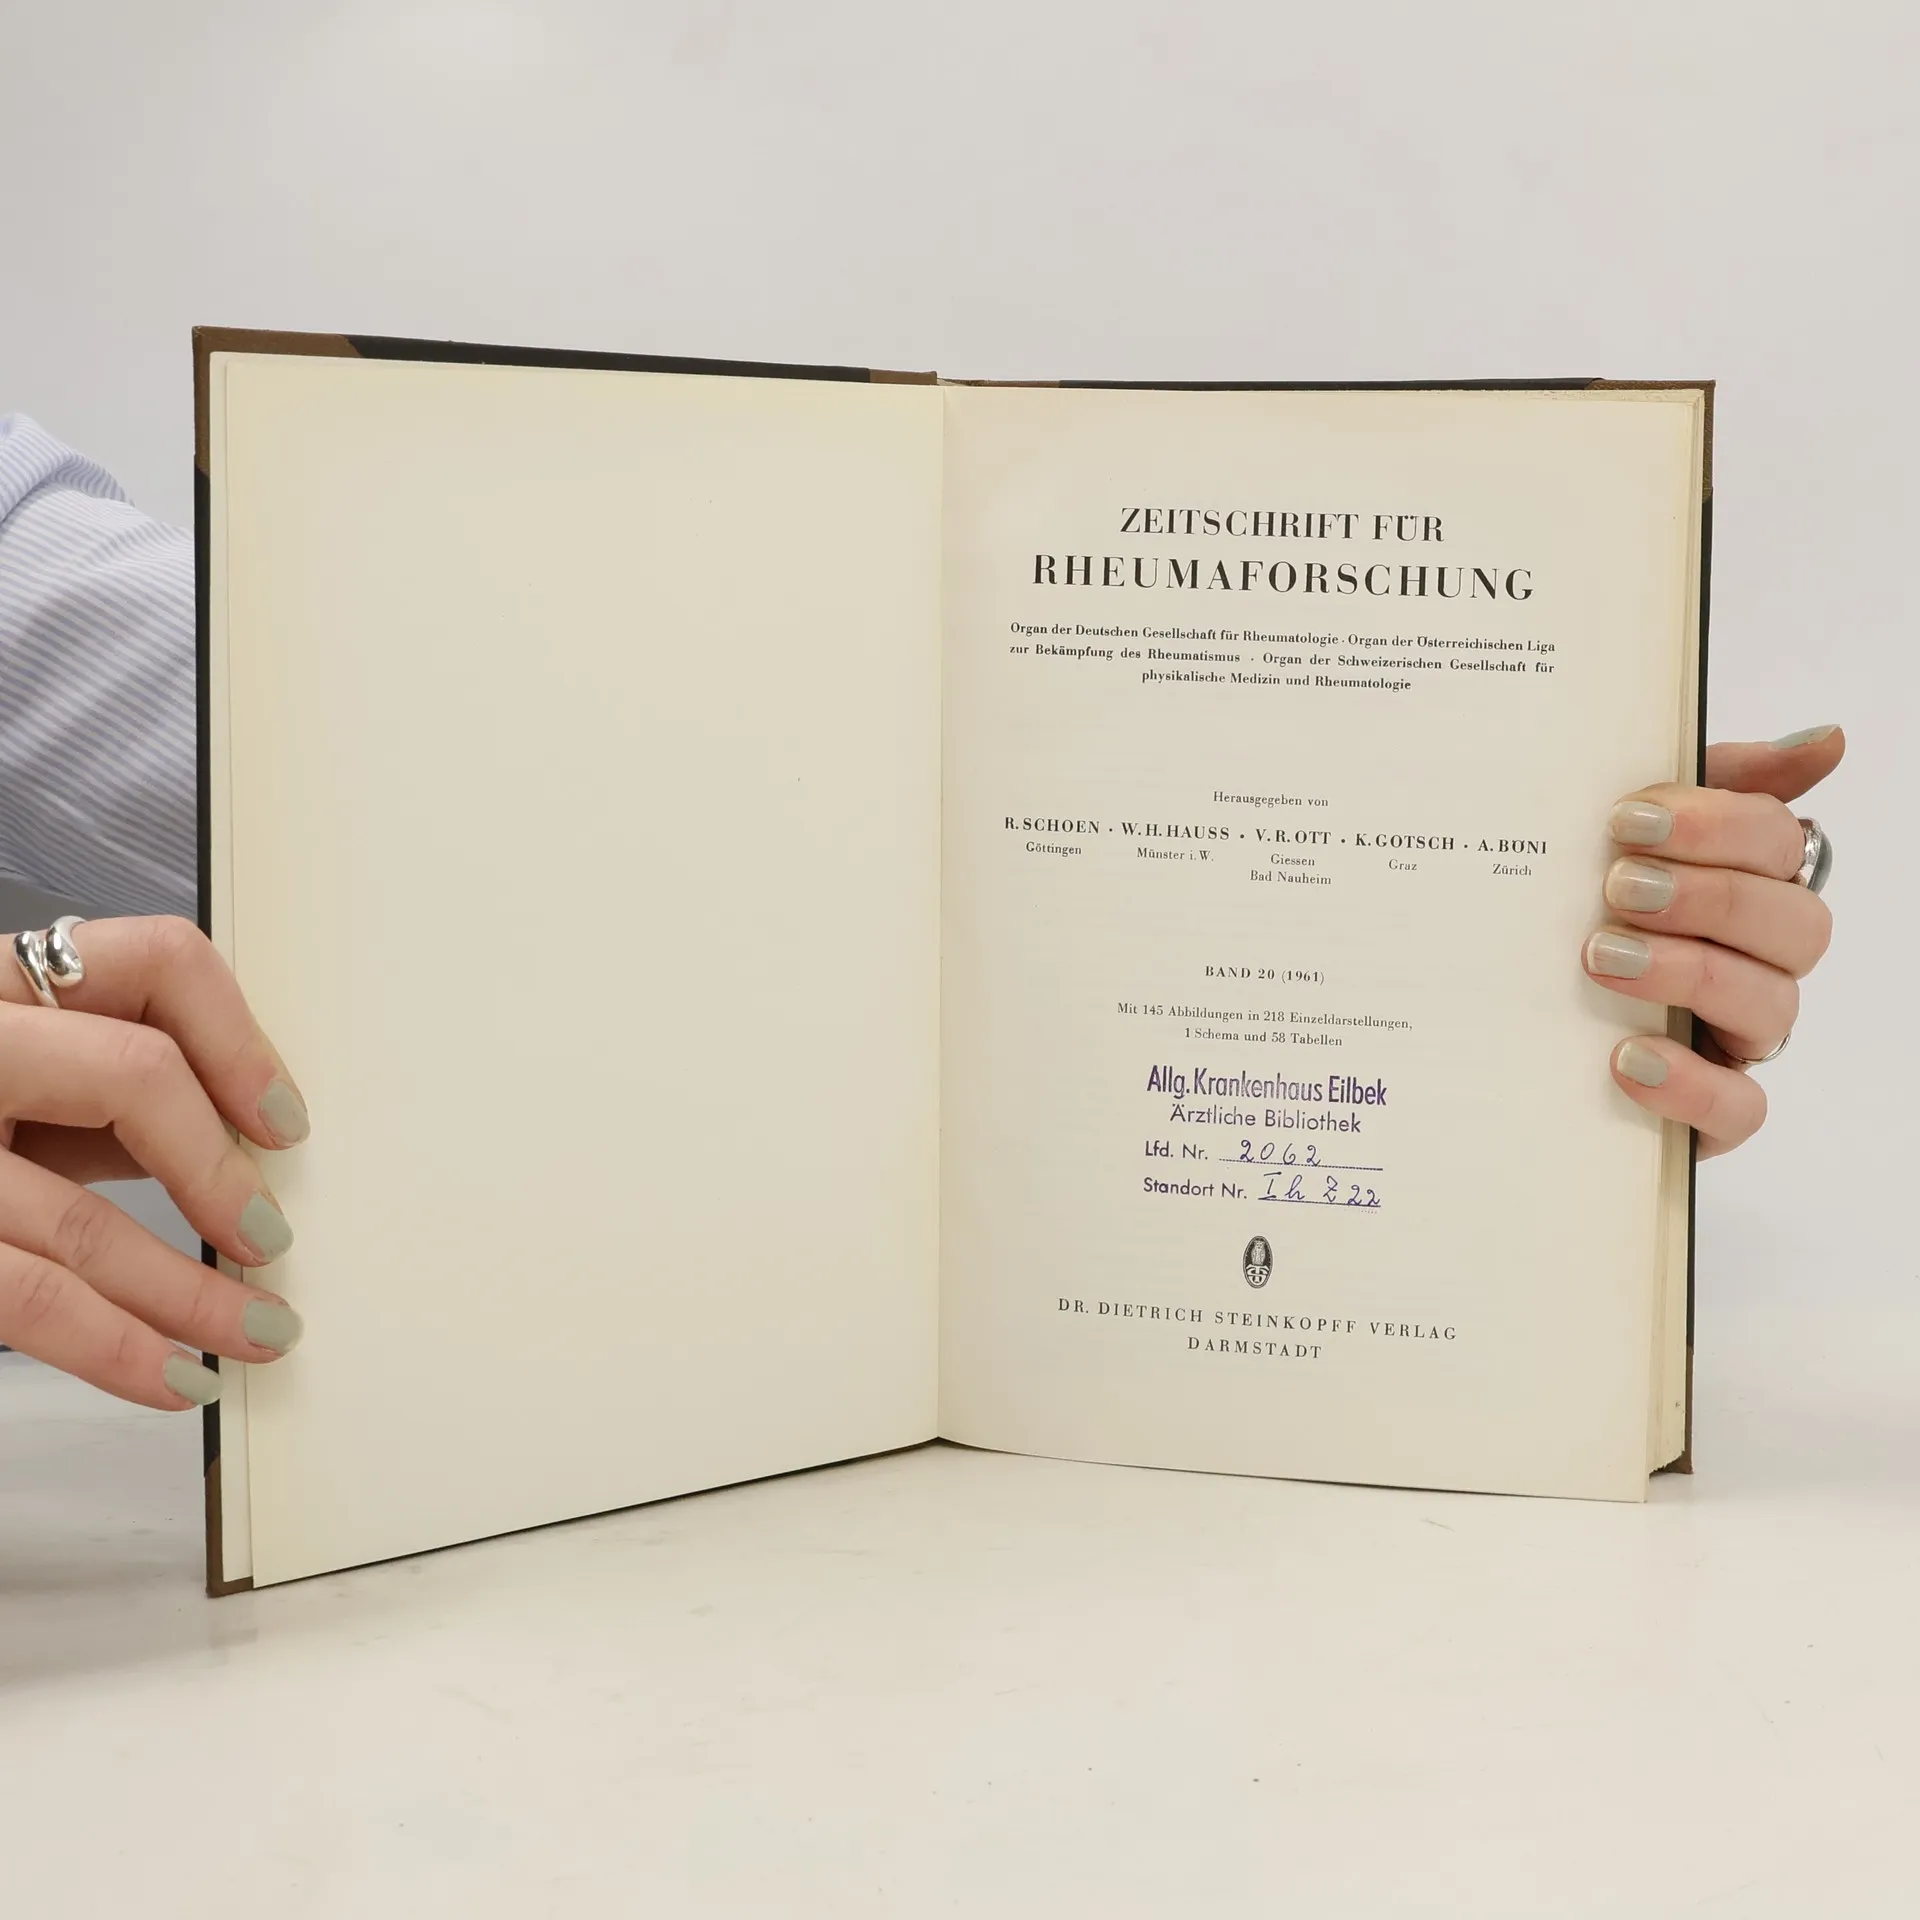 ZEITSCHRIFT FÜR
RHEUMAFORSCHUNG
Organ der Deutschen Gesellschaft für Rheumatologie · Organ der Österreichischen Liga
zur Bekämpfung des Rheumatismus · Organ der Schweizerischen Gesellschaft für
physikalische Medizin und Rheumatologie
Herausgegeben von
R. SCHOEN · W. H. HAUSS · V. R. OTT · K. GOTSCH · A. BÖNI
Göttingen Münster i. W. Giessen Graz Zürich
Bad Nauheim
BAND 20 (1961)
Mit 145 Abbildungen in 218 Einzeldarstellungen,
1 Schema und 58 Tabellen
Allg. Krankenhaus Eilbek
Ärztliche Bibliothek
Lfd. Nr. 2062
Standort Nr. I h Z 22
DR. DIETRICH STEINKOPFF VERLAG
DARMSTADT